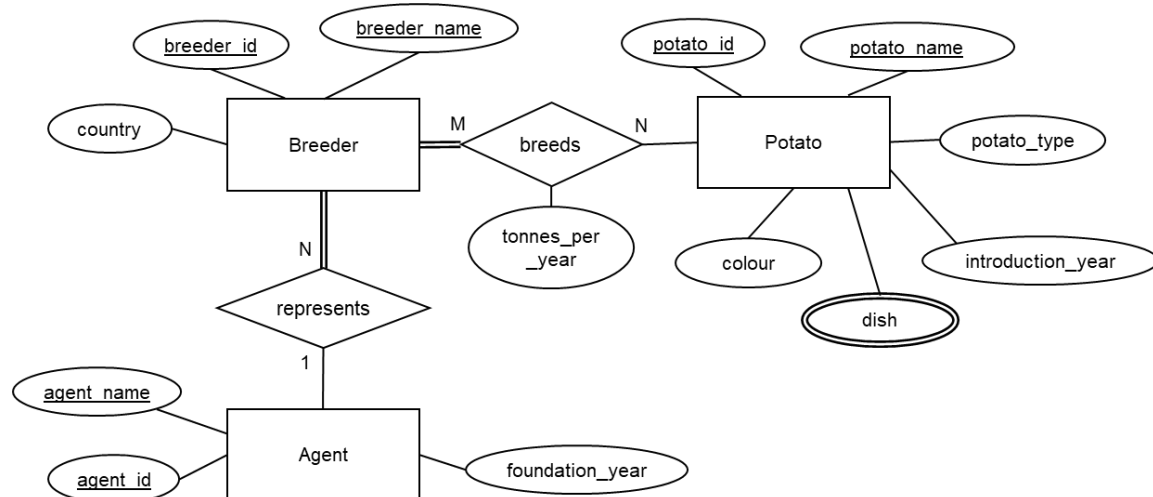 breeder_name
breeder_id
potato_id
potato_name
country
Breeder
M
breeds
N
Potato
potato_type
tonnes_per
_year
colour
introduction_year
N
represents
dish
1
agent_name
Agent
foundation_year
agent_id